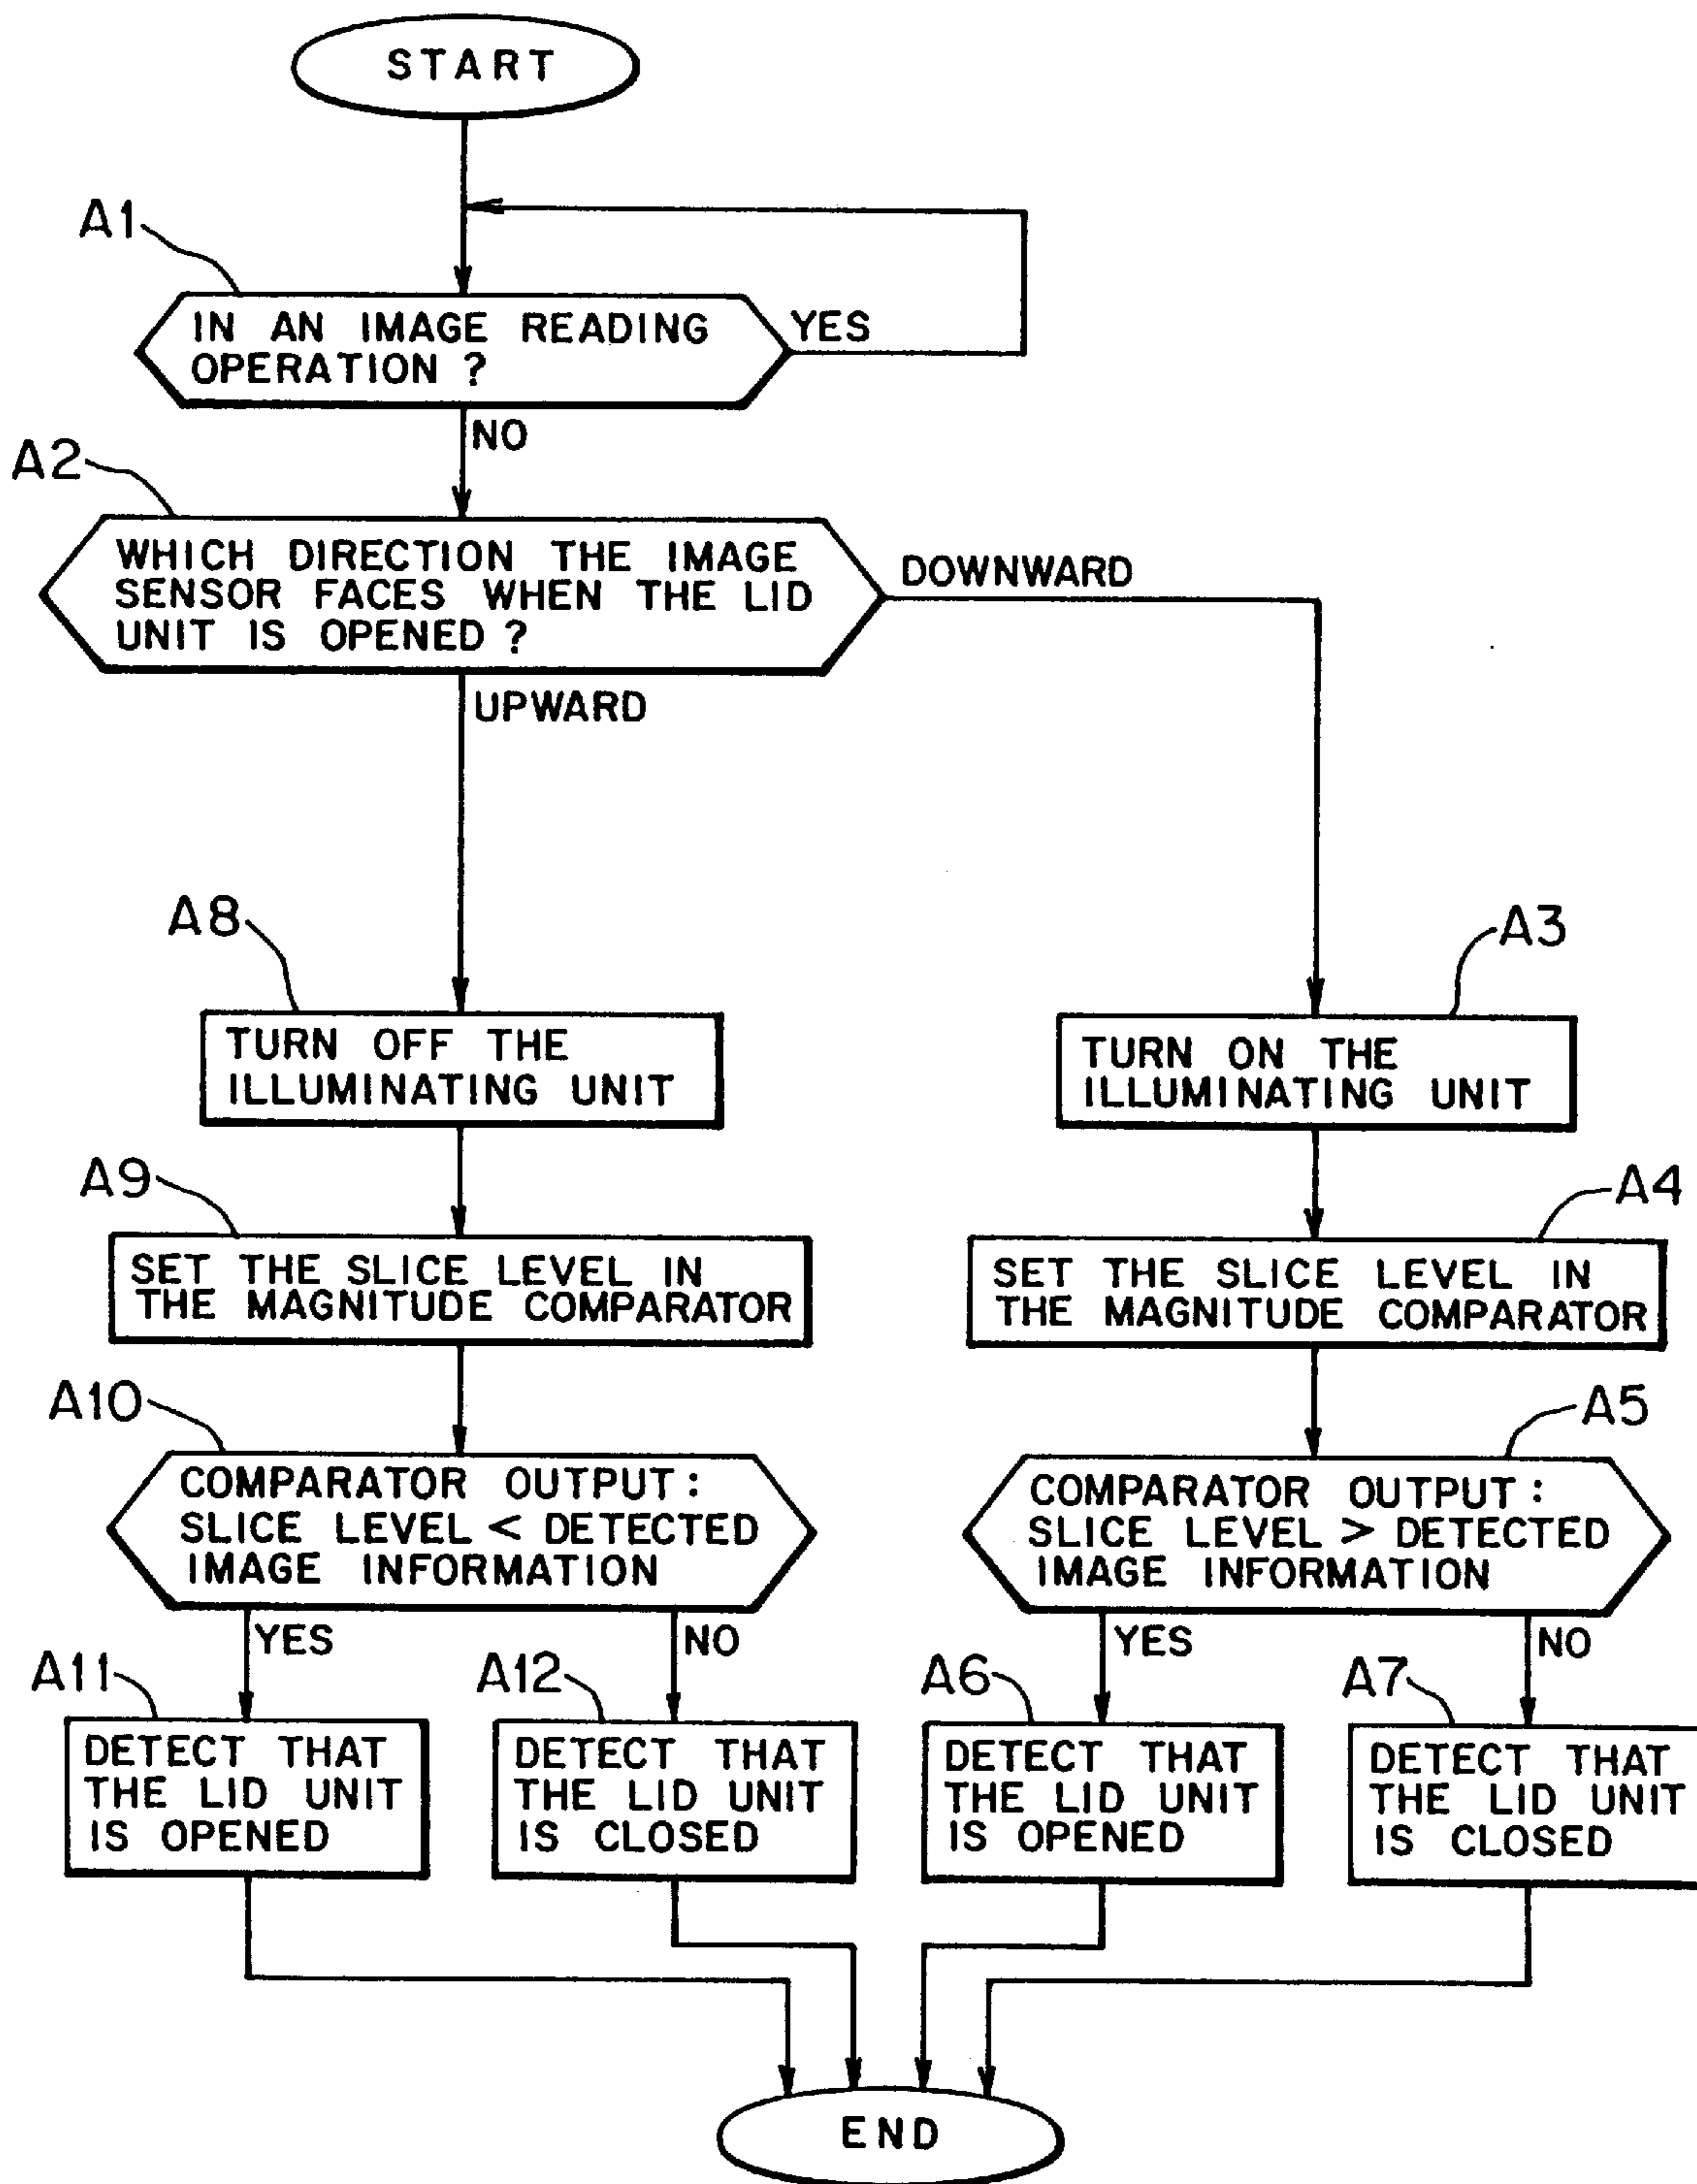 START
A1
IN AN IMAGE READING
OPERATION ?
YES
NO
A2
WHICH DIRECTION THE IMAGE
SENSOR FACES WHEN THE LID
UNIT IS OPENED ?
DOWNWARD
UPWARD
A8
TURN OFF THE
ILLUMINATING UNIT
A3
TURN ON THE
ILLUMINATING UNIT
A9
SET THE SLICE LEVEL IN
THE MAGNITUDE COMPARATOR
A4
SET THE SLICE LEVEL IN
THE MAGNITUDE COMPARATOR
A10
COMPARATOR OUTPUT :
SLICE LEVEL < DETECTED
IMAGE INFORMATION
A5
COMPARATOR OUTPUT :
SLICE LEVEL > DETECTED
IMAGE INFORMATION
YES
NO
YES
NO
A11
DETECT THAT
THE LID UNIT
IS OPENED
A12
DETECT THAT
THE LID UNIT
IS CLOSED
A6
DETECT THAT
THE LID UNIT
IS OPENED
A7
DETECT THAT
THE LID UNIT
IS CLOSED
END